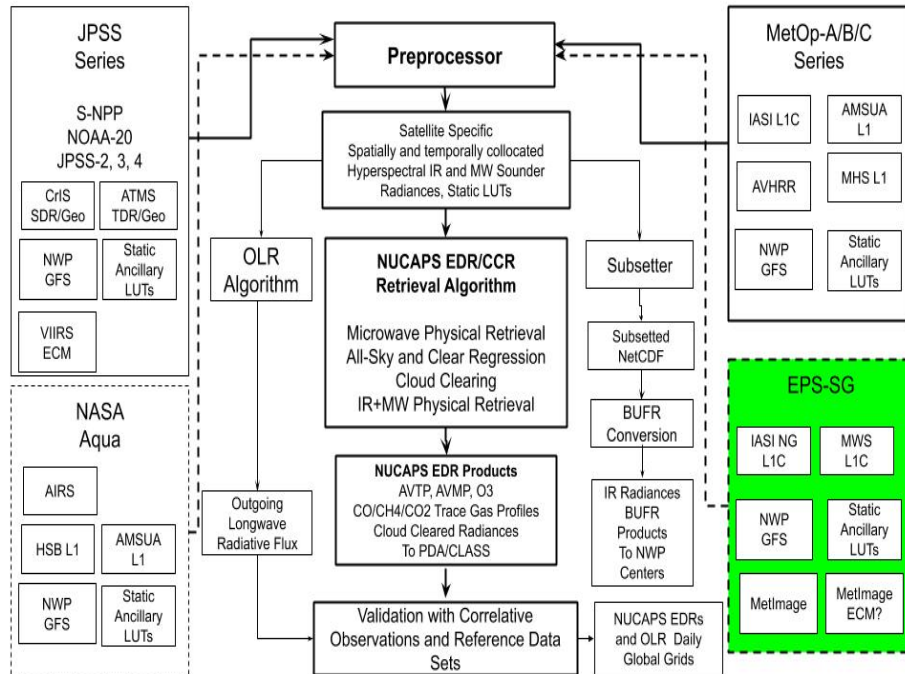 JPSS
Series
S-NPP
NOAA-20
JPSS-2, 3, 4
CrIS
SDR/Geo
ATMS
TDR/Geo
NWP
GFS
Static
Ancillary
LUTs
VIIRS
ECM
NASA
Aqua
AIRS
HSB L1
AMSUA
L1
NWP
GFS
Static
Ancillary
LUTs
Preprocessor
Satellite Specific
Spatially and temporally collocated
Hyperspectral IR and MW Sounder
Radiances, Static LUTs
OLR
Algorithm
Outgoing
Longwave
Radiative Flux
NUCAPS EDR/CCR
Retrieval Algorithm
Microwave Physical Retrieval
All-Sky and Clear Regression
Cloud Clearing
IR+MW Physical Retrieval
NUCAPS EDR Products
AVTP, AVMP, O3
CO/CH4/CO2 Trace Gas Profiles
Cloud Cleared Radiances
To PDA/CLASS
Validation with Correlative
Observations and Reference Data
Sets
Subsetter
Subsetted
NetCDF
BUFR
Conversion
IR Radiances
BUFR
Products
To NWP
Centers
NUCAPS EDRs
and OLR Daily
Global Grids
MetOp-A/B/C
Series
IASI L1C
AMSUA
L1
AVHRR
MHS L1
NWP
GFS
Static
Ancillary
LUTs
EPS-SG
IASI NG
L1C
MWS
L1C
NWP
GFS
Static
Ancillary
LUTs
MetImage
MetImage
ECM?